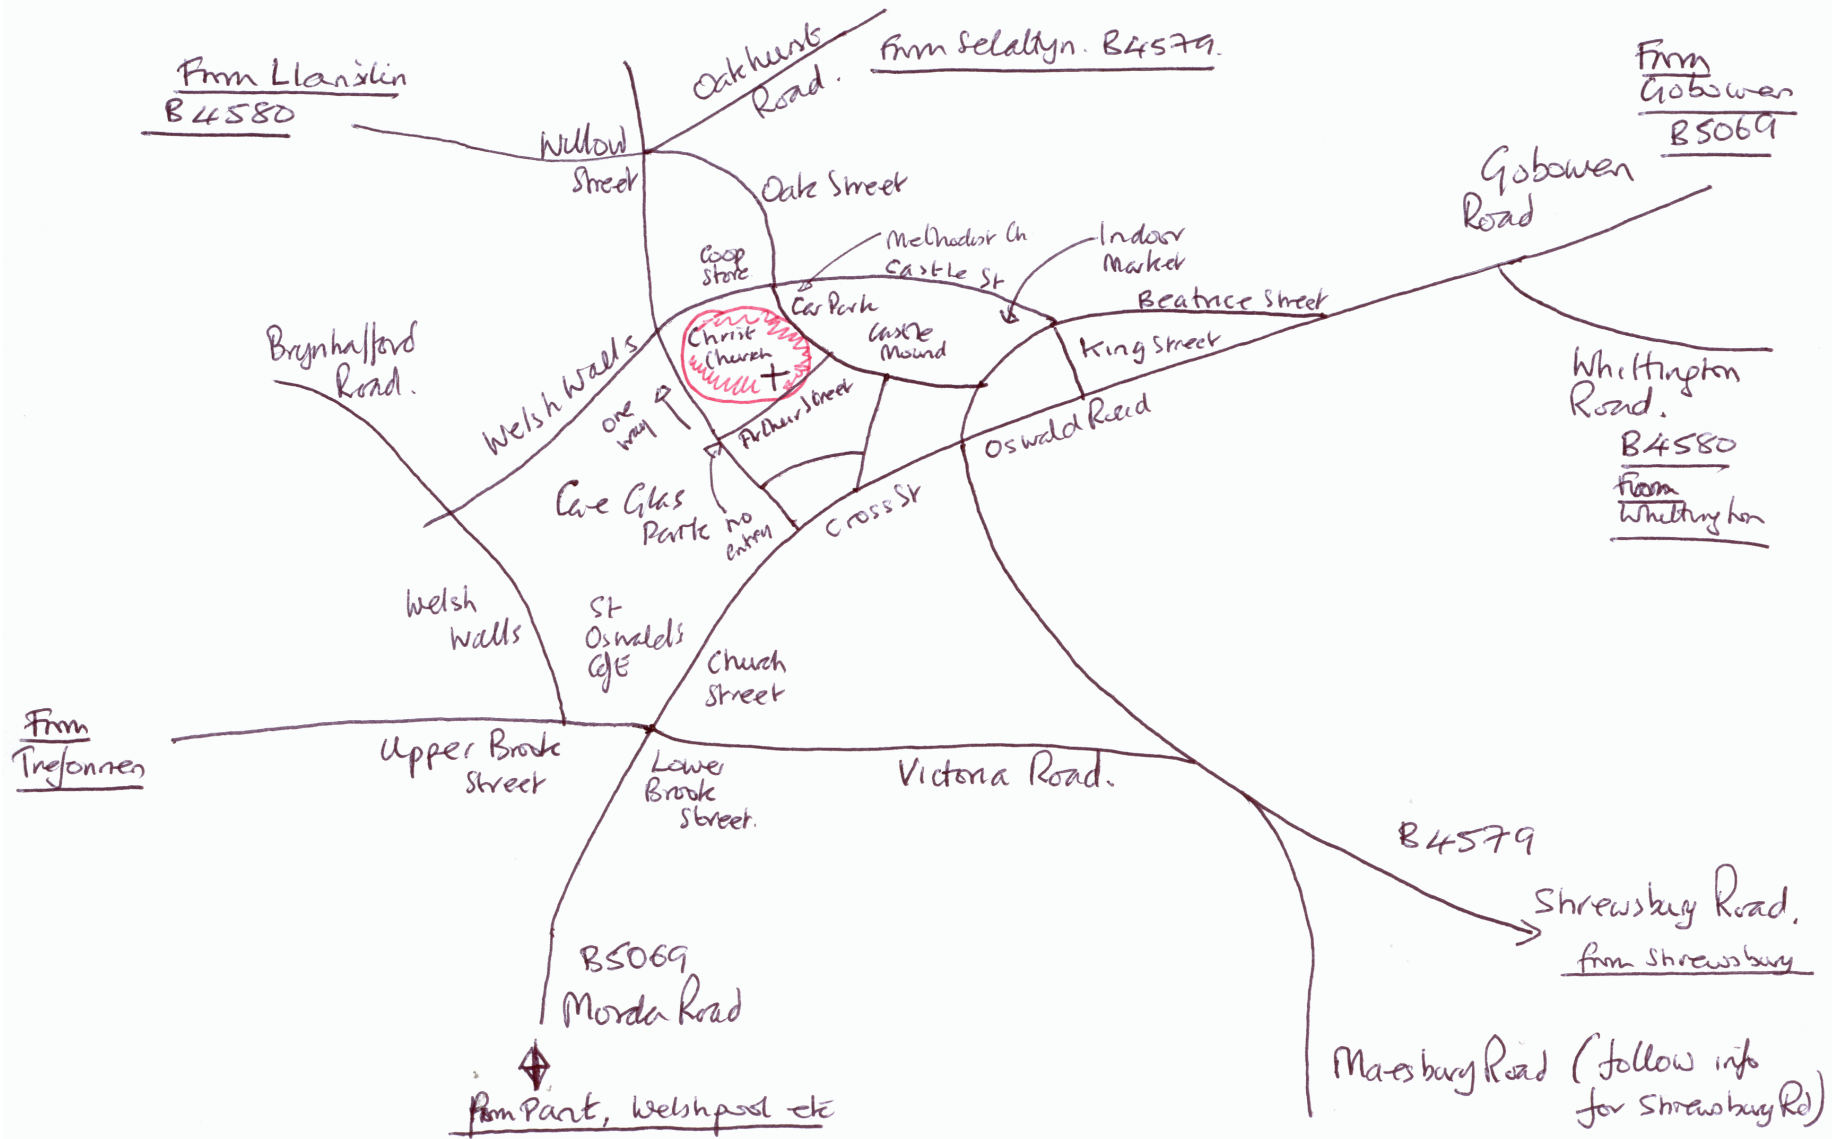 From Llansilin
B4580
Oakhurst
Road.
From Selattyn. B4579.
From
Gobowen
B5069
Willow
Street
Oak Street
Gobowen
Road
Methodist Ch
Indoor
Market
Coop
Store
Castle St
Car Park
Beatrice Street
Castle
Mound
King Street
Christ
Church
Brynhafford
Road.
Welsh Walls
one
way
Arthur Street
Oswald Road
Whittington
Road.
B4580
From
Whittington
Cae Glas
Park
no
entry
Cross St
Welsh
Walls
St
Oswald's
CofE
Church
Street
From
Trefonnen
Upper Brook
Street
Lower
Brook
Street.
Victoria Road.
B4579
Shrewsbury Road.
from Shrewsbury
B5069
Morda Road
From Pant, Welshpool etc
Maesbury Road (follow info
for Shrewsbury Rd)